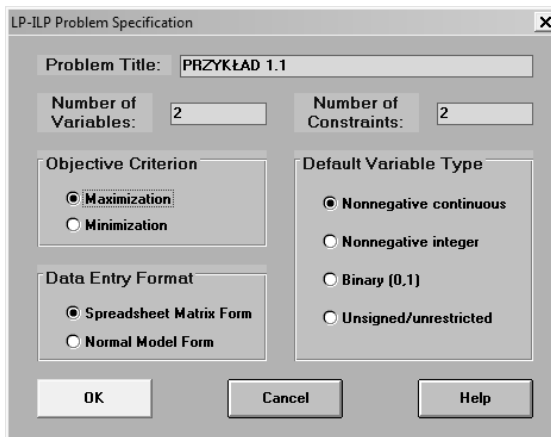 LP-ILP Problem Specification
Problem Title: PRZYKŁAD 1.1
Number of Variables: 2
Number of Constraints: 2
Objective Criterion
Maximization
Minimization
Default Variable Type
Nonnegative continuous
Nonnegative integer
Binary (0,1)
Unsigned/unrestricted
Data Entry Format
Spreadsheet Matrix Form
Normal Model Form
OK
Cancel
Help